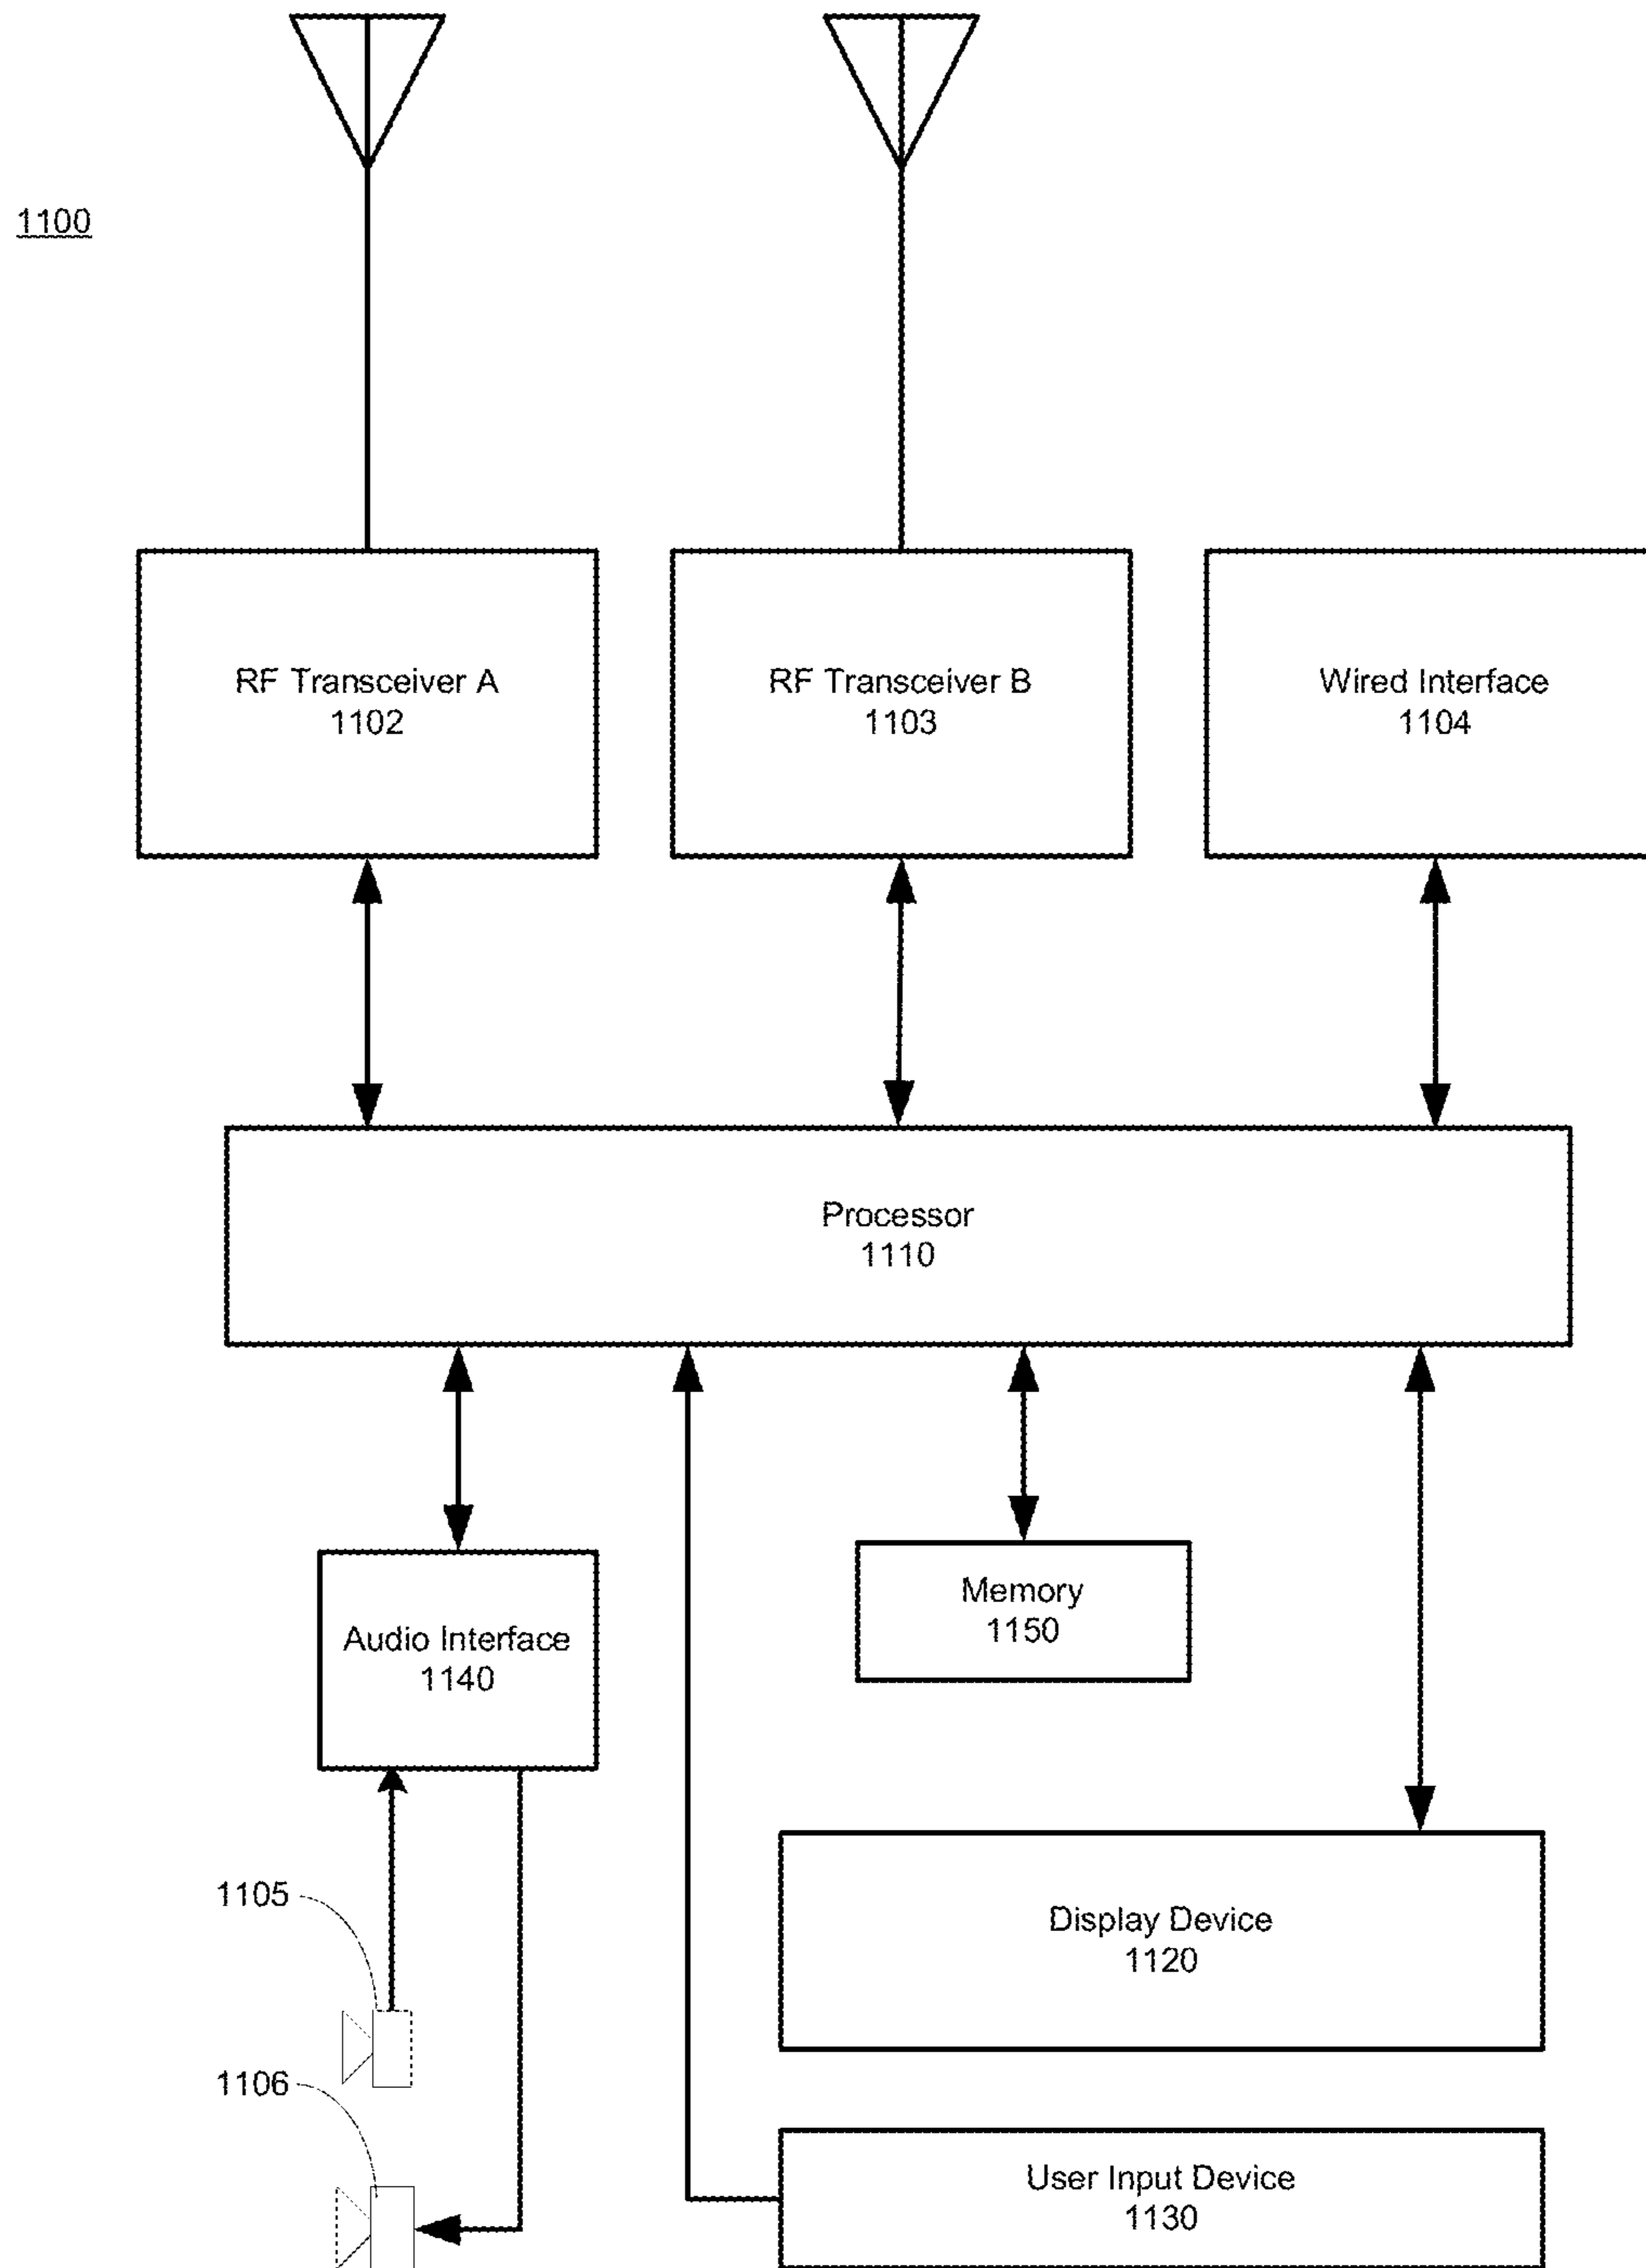 1100
RF Transceiver A
1102
RF Transceiver B
1103
Wired Interface
1104
Processor
1110
Audio Interface
1140
Memory
1150
1105
Display Device
1120
1106
User Input Device
1130